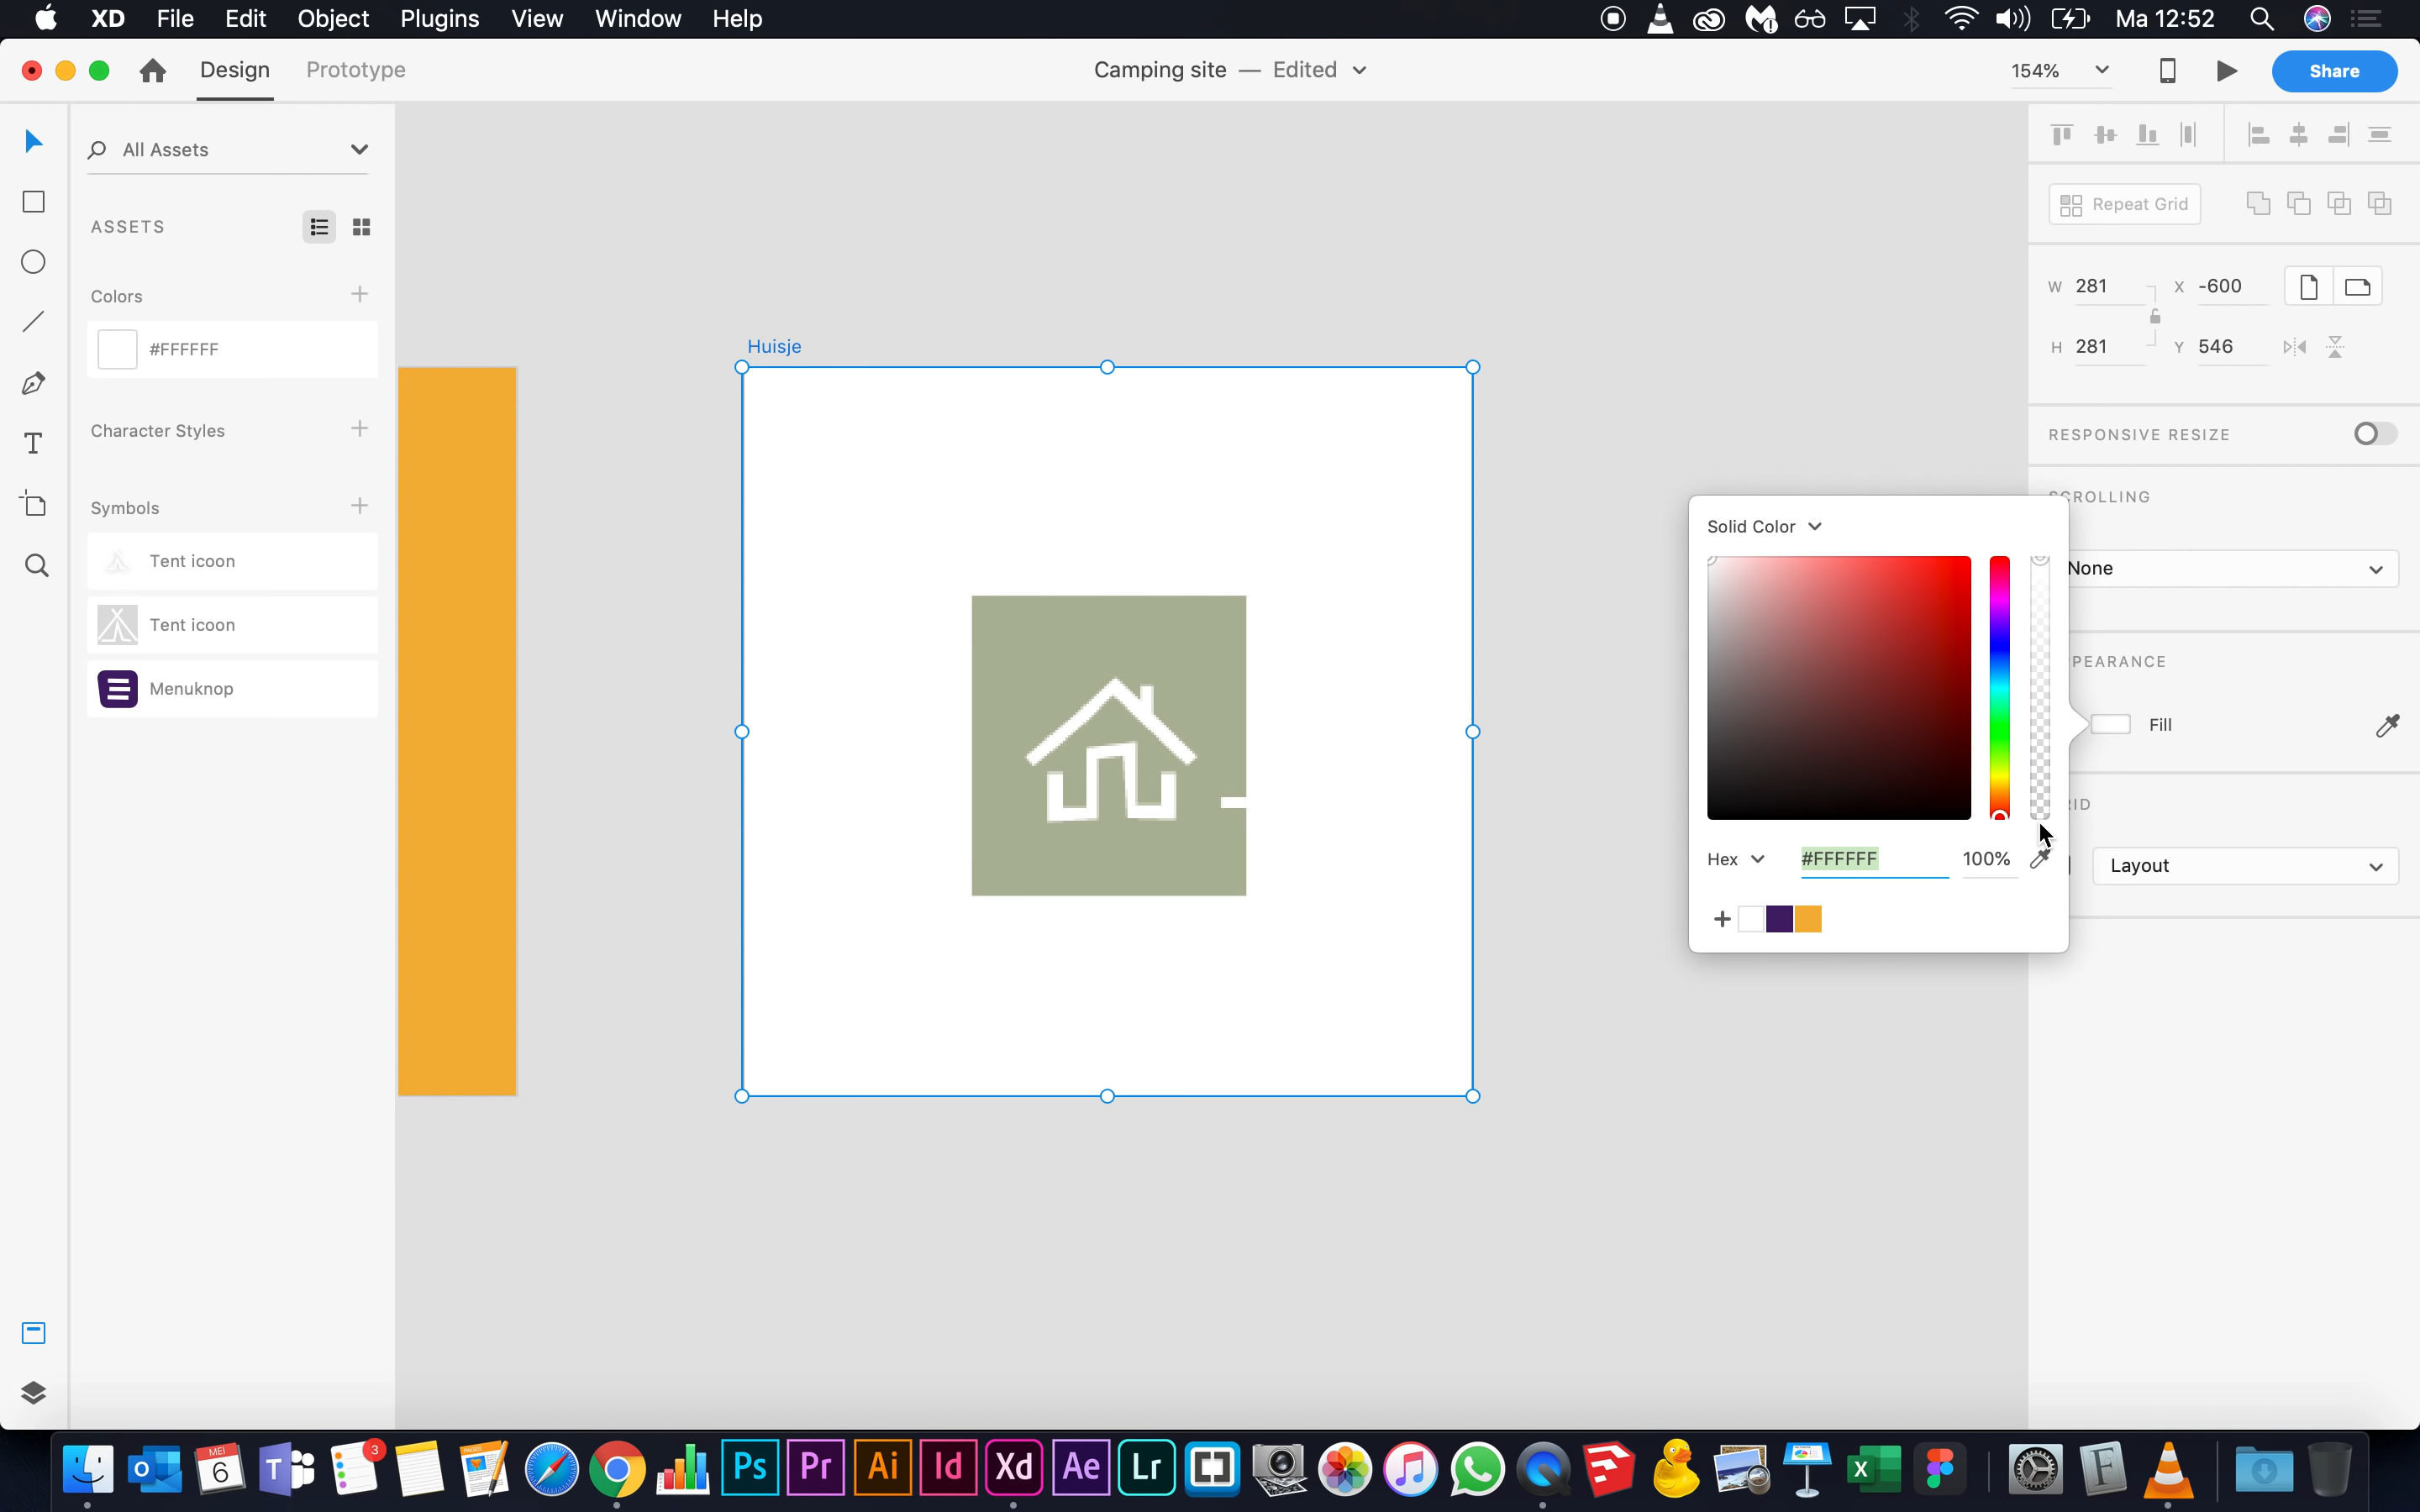 XD File Edit Object Plugins View Window Help Ma 12:52
Design Prototype Camping site — Edited 154% Share
All Assets
ASSETS
Colors
#FFFFFF
Character Styles
Symbols
Tent icoon
Tent icoon
Menuknop
Huisje
Repeat Grid
W 281 X -600
H 281 Y 546
RESPONSIVE RESIZE
SCROLLING
None
PEARANCE
Fill
ID
Layout
Solid Color
Hex #FFFFFF 100%
MEI
6
T
3
PAGES
Ps Pr Ai Id Xd Ae Lr
X
F